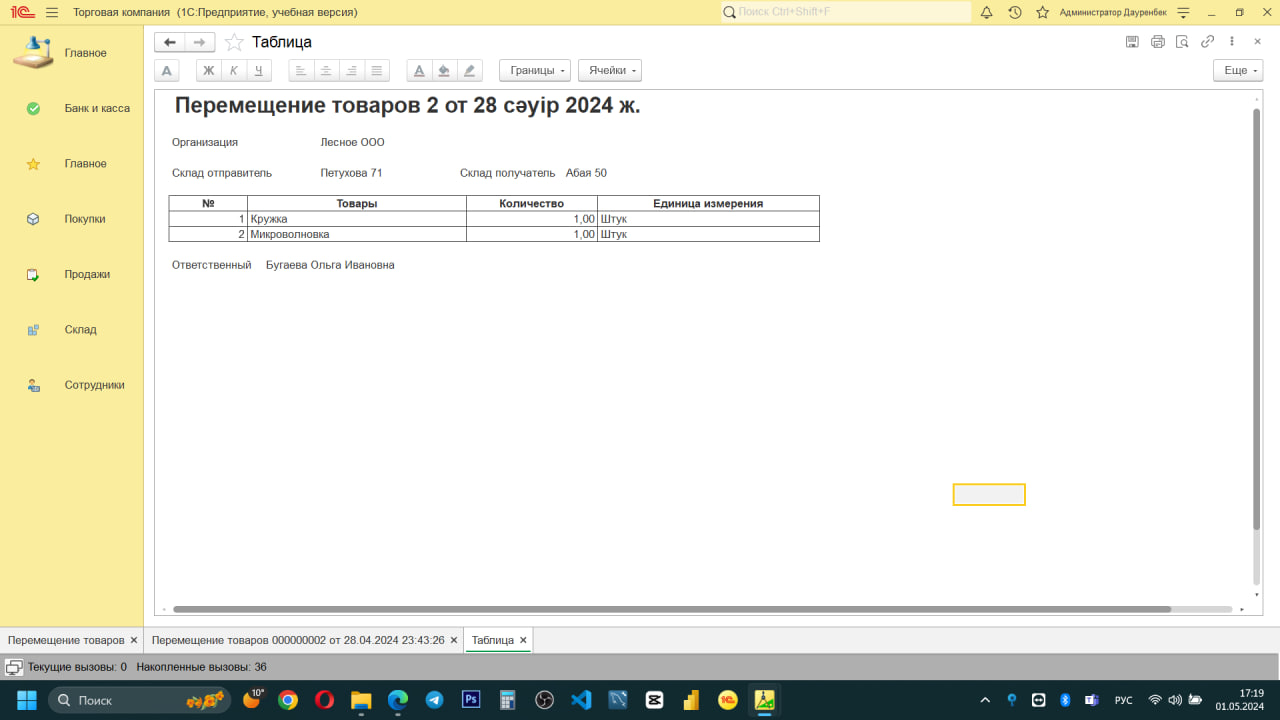 1С Торговая компания (1С:Предприятие, учебная версия) Поиск Ctrl+Shift+F Администратор Дауренбек
Главное
Банк и касса
Главное
Покупки
Продажи
Склад
Сотрудники
Таблица
А Ж К Ч А Границы Ячейки Еще
Перемещение товаров 2 от 28 сәуір 2024 ж.
Организация Лесное ООО
Склад отправитель Петухова 71 Склад получатель Абая 50
№ Товары Количество Единица измерения
1 Кружка 1,00 Штук
2 Микроволновка 1,00 Штук
Ответственный Бугаева Ольга Ивановна
Перемещение товаров × Перемещение товаров 000000002 от 28.04.2024 23:43:26 × Таблица ×
Текущие вызовы: 0 Накопленные вызовы: 36
Поиск 10° Ps 1С РУС 17:19
01.05.2024